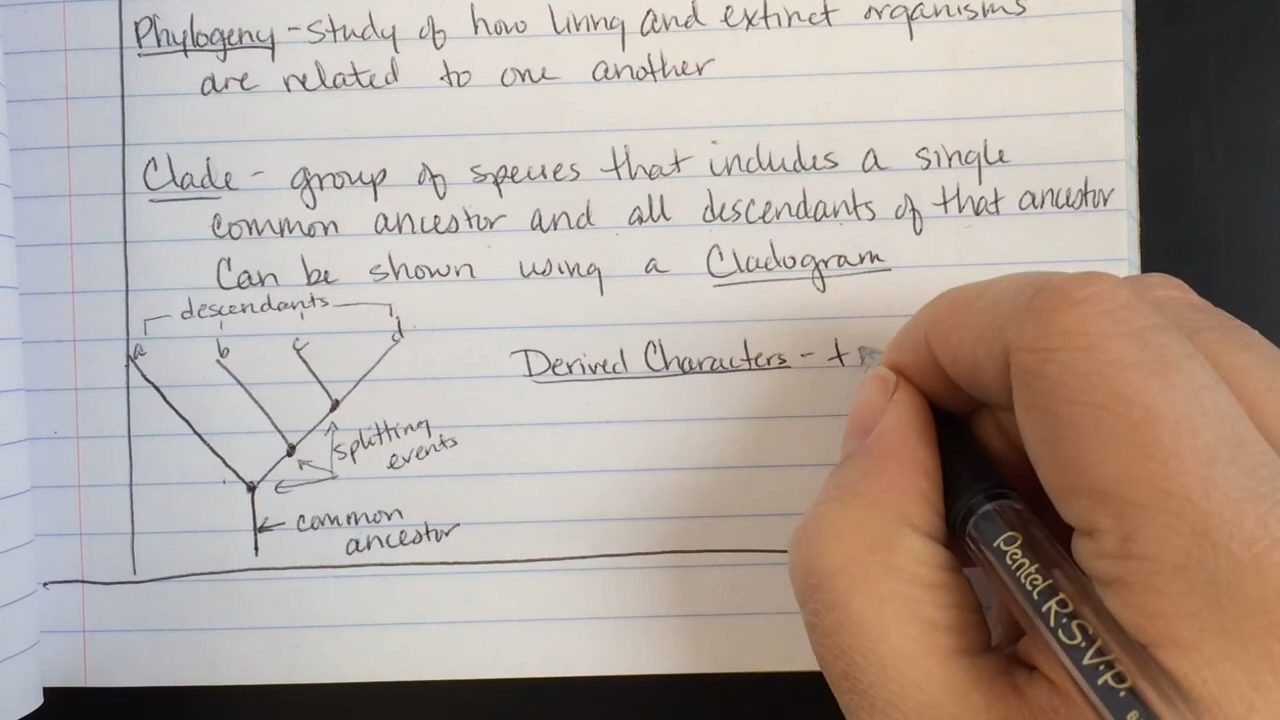 Phylogeny - study of how living and extinct organisms
are related to one another
Clade - group of species that includes a single
common ancestor and all descendants of that ancestor
Can be shown using a Cladogram
descendants
a b c d
Derived Characters - tr
splitting
events
common
ancestor
Pentel R.S.V.P.